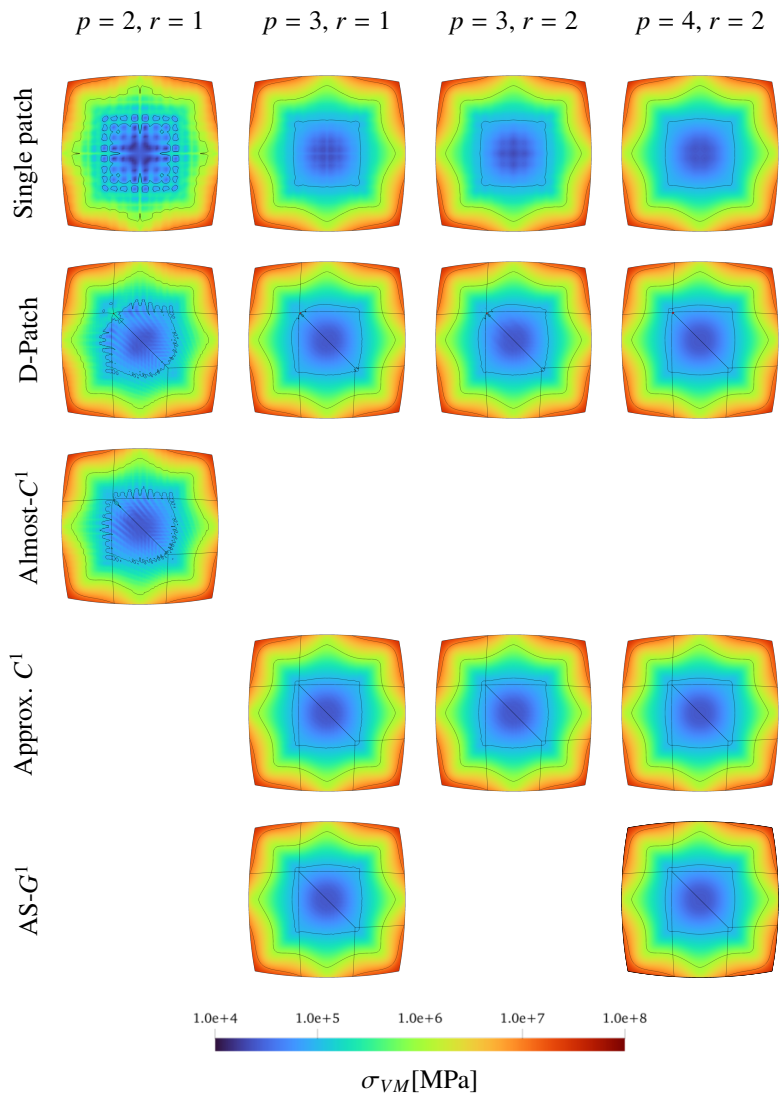 p = 2, r = 1 p = 3, r = 1 p = 3, r = 2 p = 4, r = 2
Single patch
D-Patch
Almost-C¹
Approx. C¹
AS-G¹
1.0e+4 1.0e+5 1.0e+6 1.0e+7 1.0e+8
σ_VM[MPa]